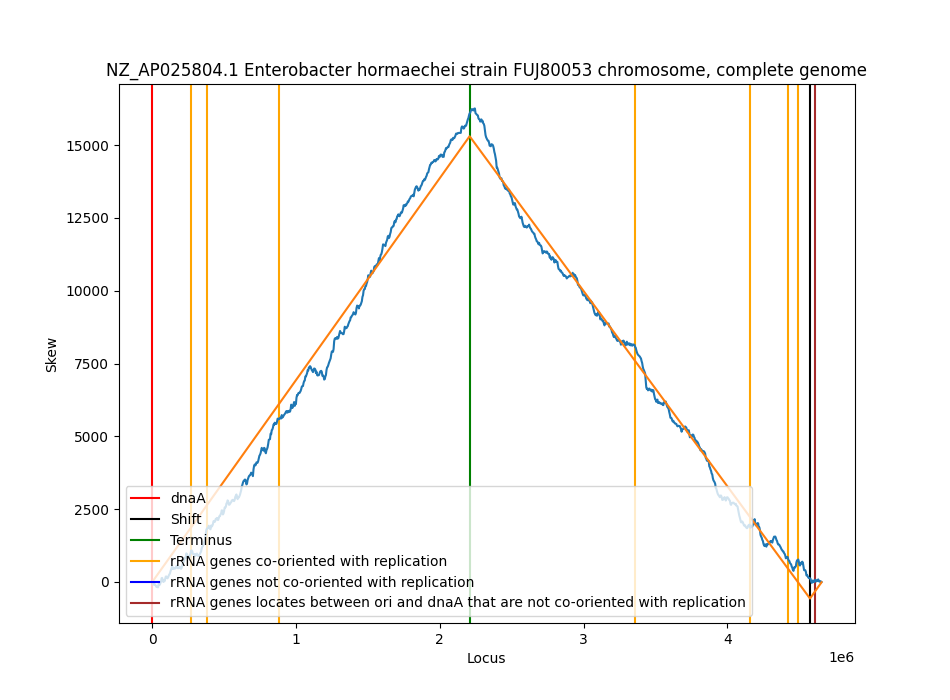 NZ_AP025804.1 Enterobacter hormaechei strain FUJ80053 chromosome, complete genome
15000
12500
10000
7500
5000
2500
0
Skew
dnaA
Shift
Terminus
rRNA genes co-oriented with replication
rRNA genes not co-oriented with replication
rRNA genes locates between ori and dnaA that are not co-oriented with replication
0 1 2 3 4
1e6
Locus